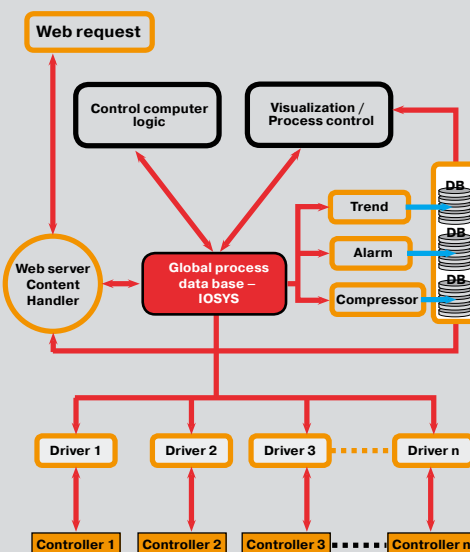 Web request
Control computer
logic
Visualization /
Process control
DB
Trend
DB
Web server
Content
Handler
Global process
data base –
IOSYS
Alarm
DB
Compressor
Driver 1
Driver 2
Driver 3
Driver n
Controller 1
Controller 2
Controller 3
Controller n